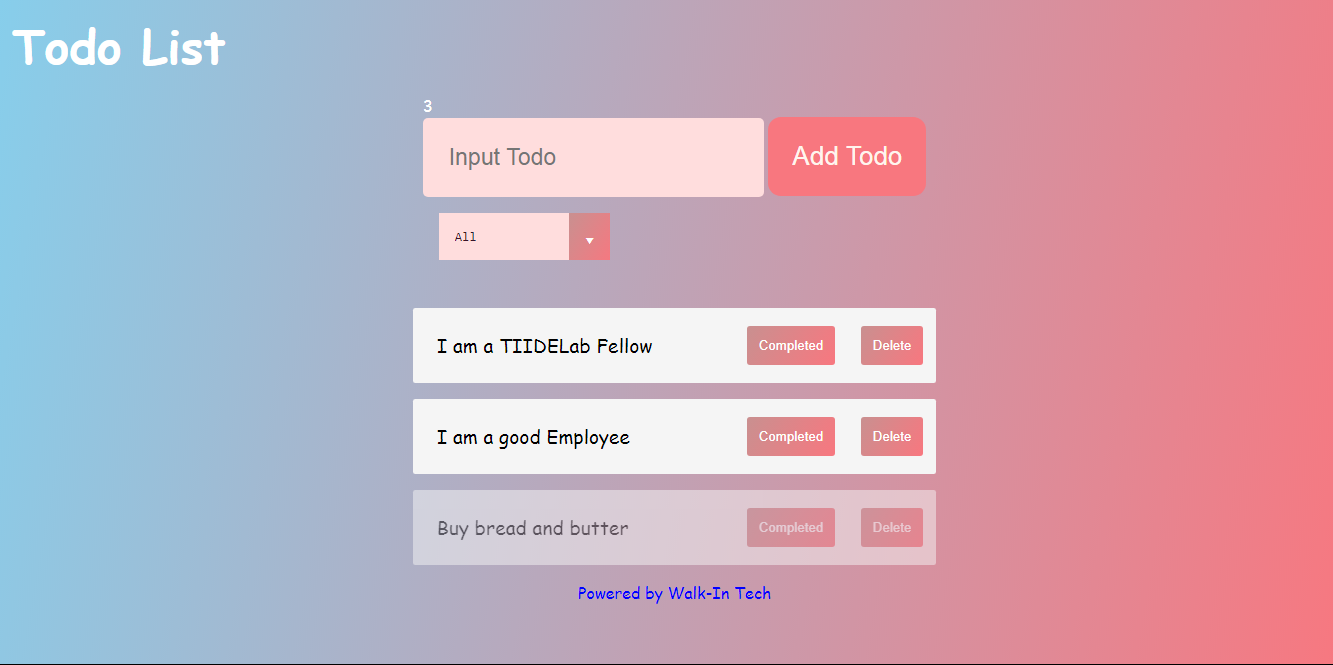 Todo List
3
Input Todo Add Todo
All
I am a TIIDELab Fellow Completed Delete
I am a good Employee Completed Delete
Buy bread and butter Completed Delete
Powered by Walk-In Tech